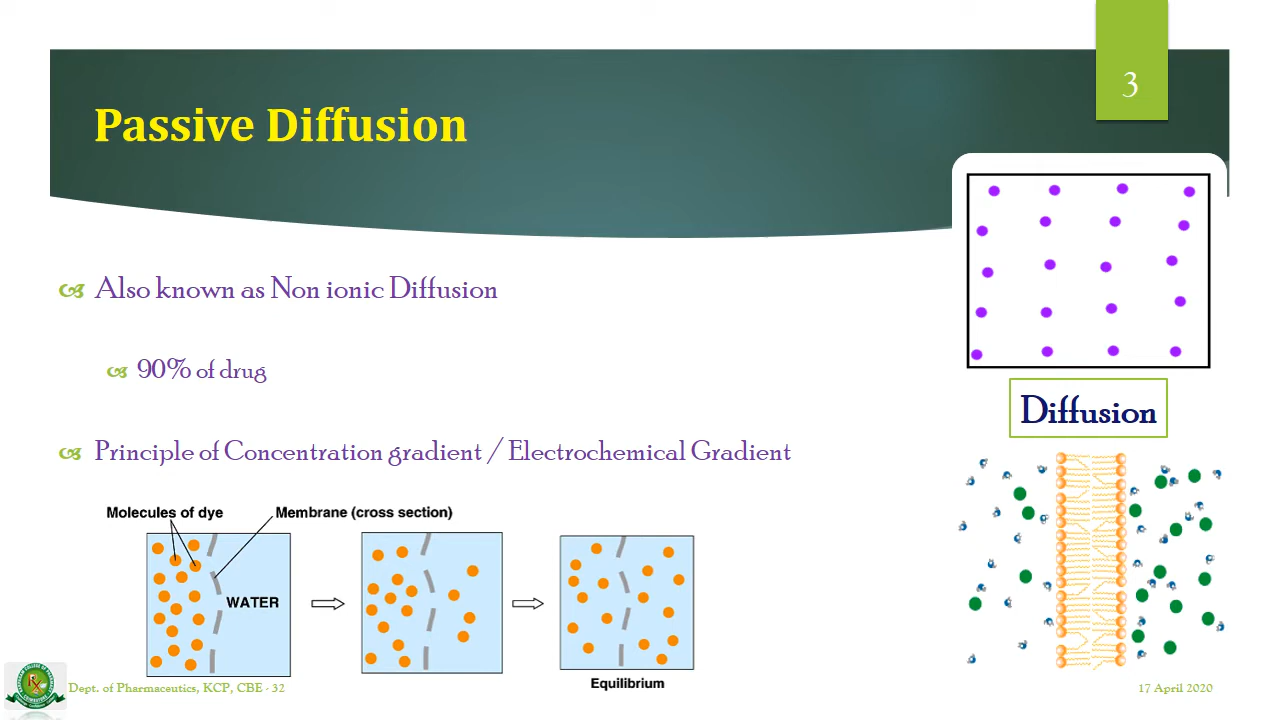 3
Passive Diffusion
Also known as Non ionic Diffusion
90% of drug
Principle of Concentration gradient / Electrochemical Gradient
Diffusion
Molecules of dye
Membrane (cross section)
WATER
Equilibrium
Dept. of Pharmaceutics, KCP, CBE - 32
17 April 2020